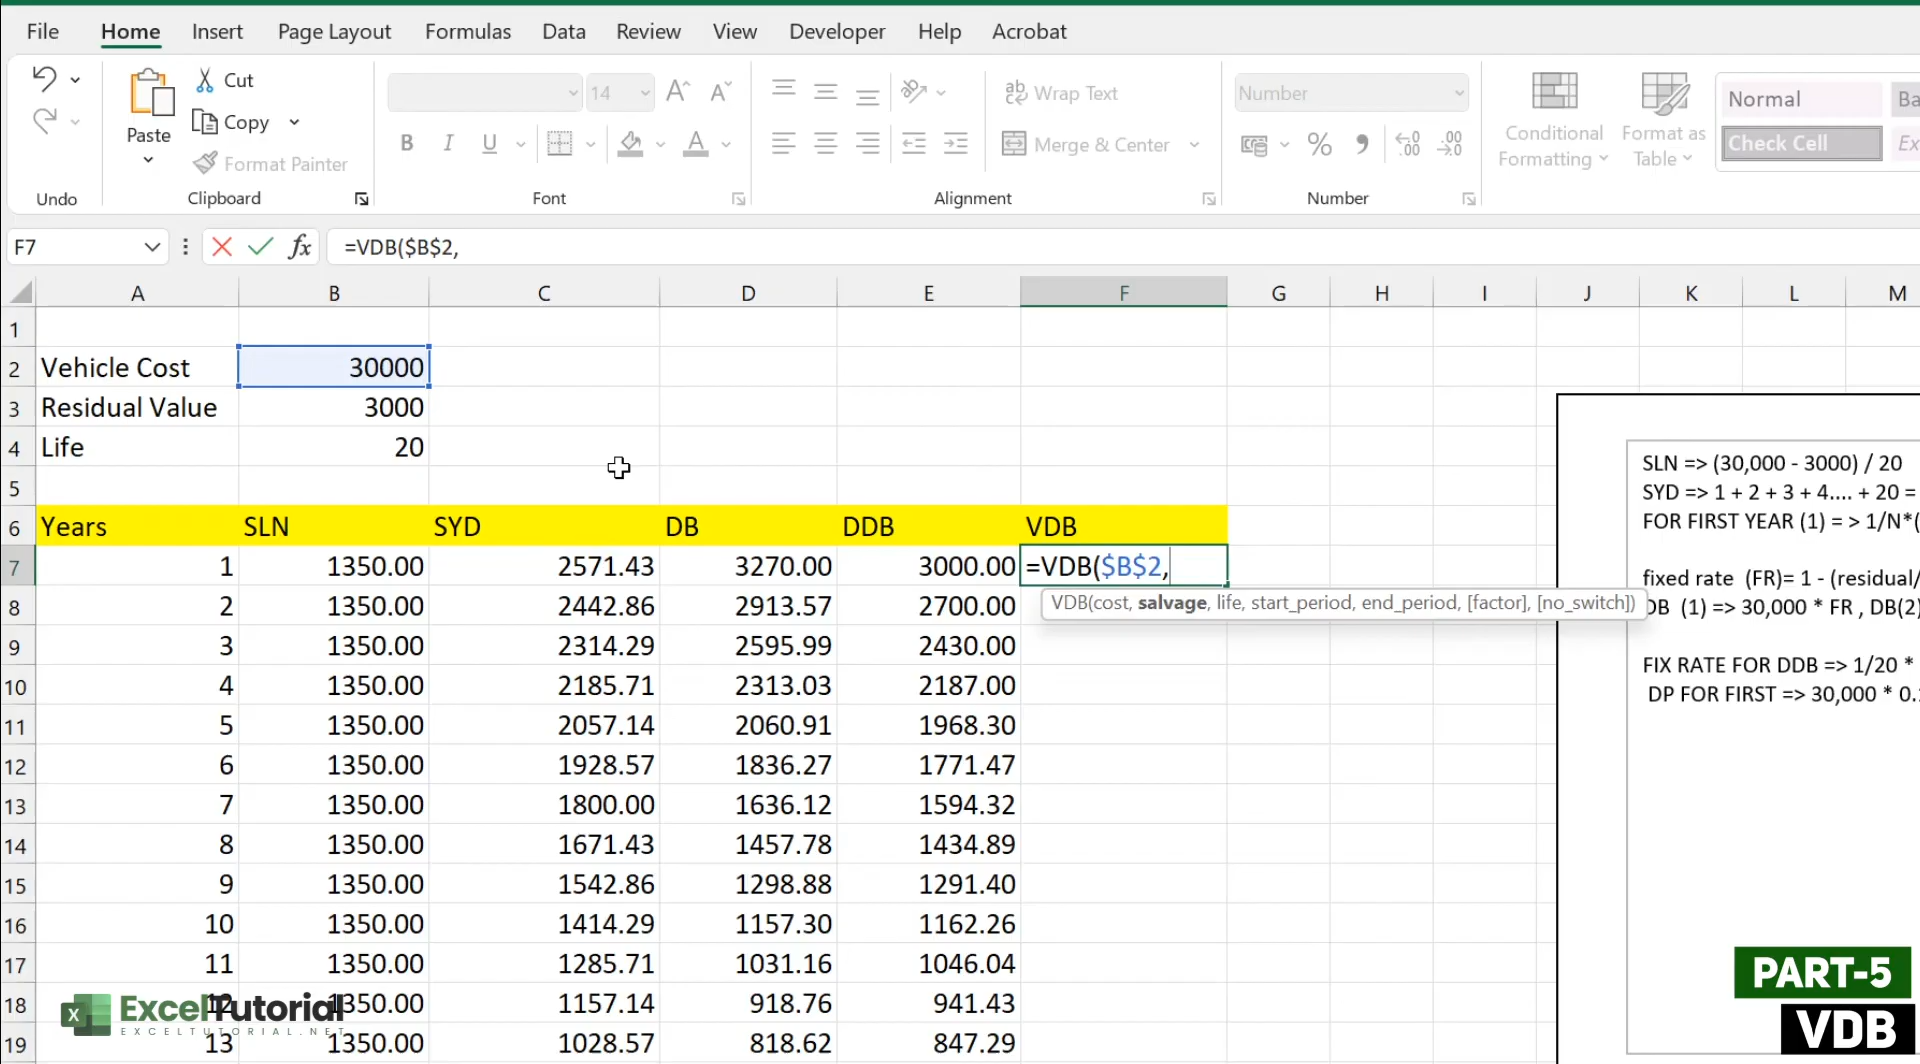 File Home Insert Page Layout Formulas Data Review View Developer Help Acrobat
Cut
Copy
Format Painter
Paste
14
B I U
Wrap Text
Merge & Center
Number
Conditional Formatting
Format as Table
Normal
Check Cell
Undo Clipboard Font Alignment Number
F7 fx =VDB($B$2,
A B C D E F G H I J K L M
1
2 Vehicle Cost 30000
3 Residual Value 3000
4 Life 20
5
6 Years SLN SYD DB DDB VDB
7 1 1350.00 2571.43 3270.00 3000.00 =VDB($B$2,
VDB(cost, salvage, life, start_period, end_period, [factor], [no_switch])
8 2 1350.00 2442.86 2913.57 2700.00
9 3 1350.00 2314.29 2595.99 2430.00
10 4 1350.00 2185.71 2313.03 2187.00
11 5 1350.00 2057.14 2060.91 1968.30
12 6 1350.00 1928.57 1836.27 1771.47
13 7 1350.00 1800.00 1636.12 1594.32
14 8 1350.00 1671.43 1457.78 1434.89
15 9 1350.00 1542.86 1298.88 1291.40
16 10 1350.00 1414.29 1157.30 1162.26
17 11 1350.00 1285.71 1031.16 1046.04
18 12 1350.00 1157.14 918.76 941.43
19 13 1350.00 1028.57 818.62 847.29
SLN => (30,000 - 3000) / 20
SYD => 1 + 2 + 3 + 4.... + 20 =
FOR FIRST YEAR (1) = > 1/N*(
fixed rate (FR)= 1 - (residual/
DB (1) => 30,000 * FR , DB(2)
FIX RATE FOR DDB => 1/20 *
DP FOR FIRST => 30,000 * 0.
X ExcelTutorial
EXCELTUTORIAL.NET
PART-5
VDB